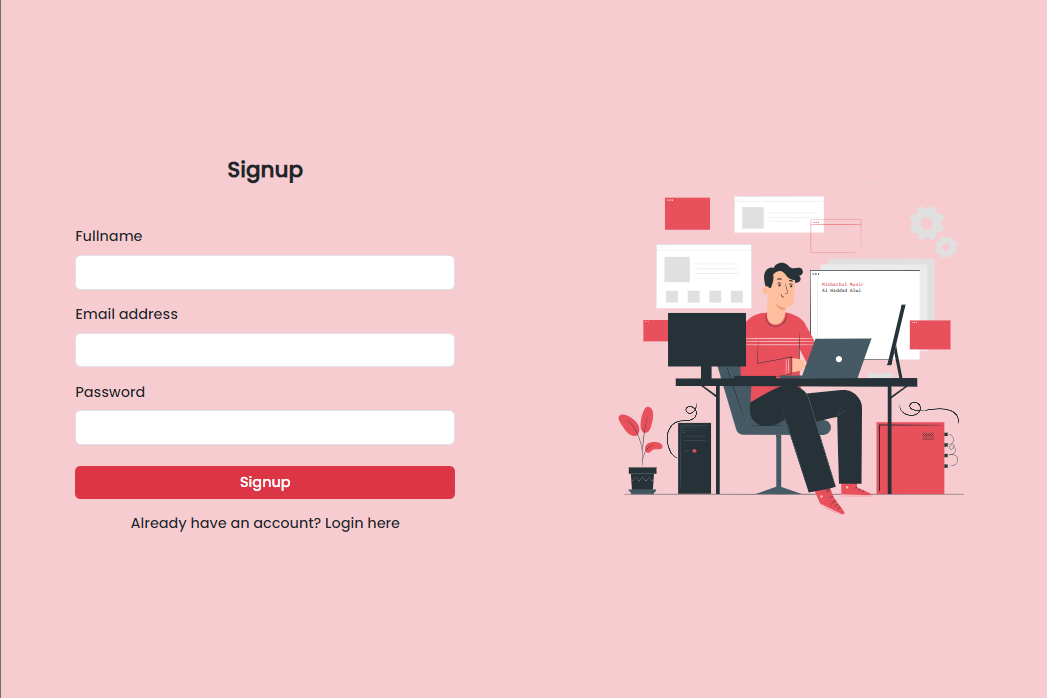 Signup
Fullname
Email address
Password
Signup
Already have an account? Login here
Misbachul Munir
Al Haddad Alwi